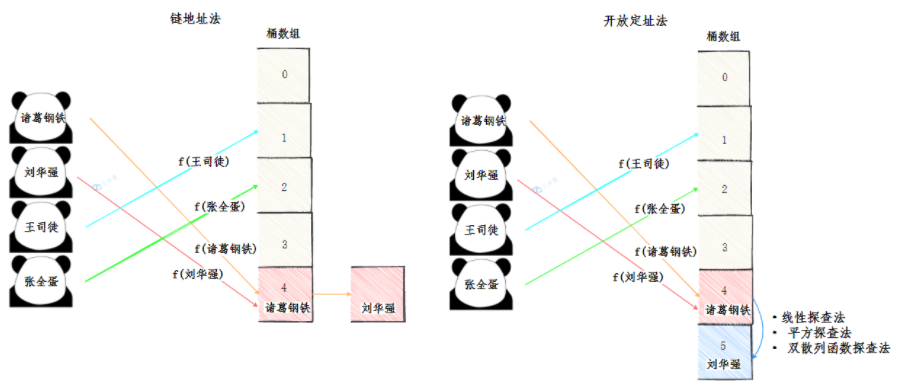 链地址法
桶数组
0
诸葛钢铁
1
刘华强
f(王司徒)
2
王司徒
f(张全蛋)
3
f(诸葛钢铁)
张全蛋
f(刘华强)
4
诸葛钢铁
刘华强
开放定址法
桶数组
0
诸葛钢铁
1
f(王司徒)
刘华强
2
f(张全蛋)
王司徒
3
f(诸葛钢铁)
f(刘华强)
张全蛋
4
诸葛钢铁
•线性探查法
• 平方探查法
• 双散列函数探查法
5
刘华强